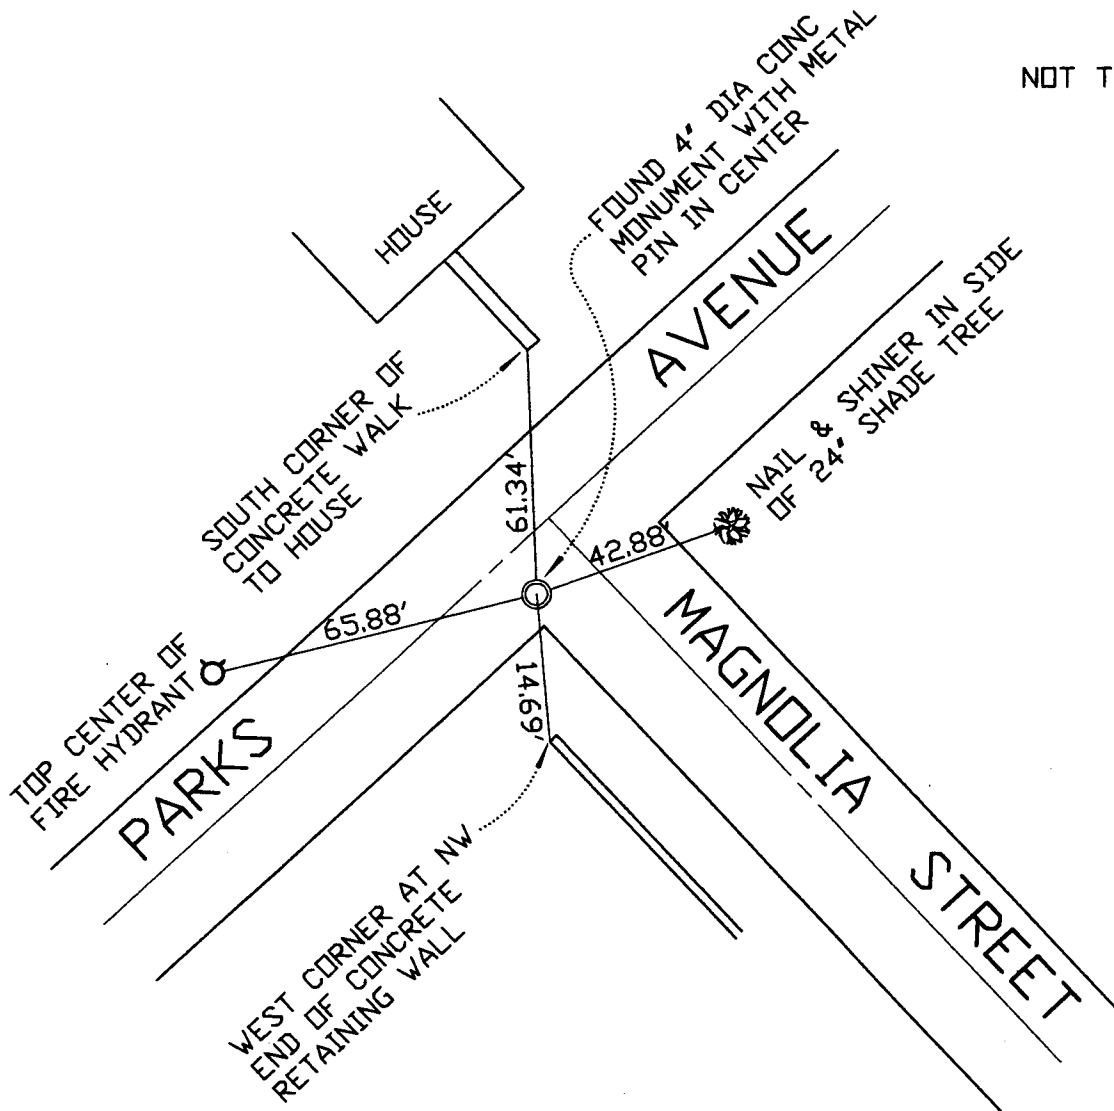 NOT T
FOUND 4" DIA CONC
MONUMENT WITH METAL
PIN IN CENTER
HOUSE
AVENUE
NAIL & SHINER IN SIDE
OF 24" SHADE TREE
SOUTH CORNER OF
CONCRETE WALK
TO HOUSE
61.34'
42.88'
65.88'
14.69'
TOP CENTER OF
FIRE HYDRANT
PARKS
MAGNOLIA
STREET
WEST CORNER AT NW
END OF CONCRETE
RETAINING WALL